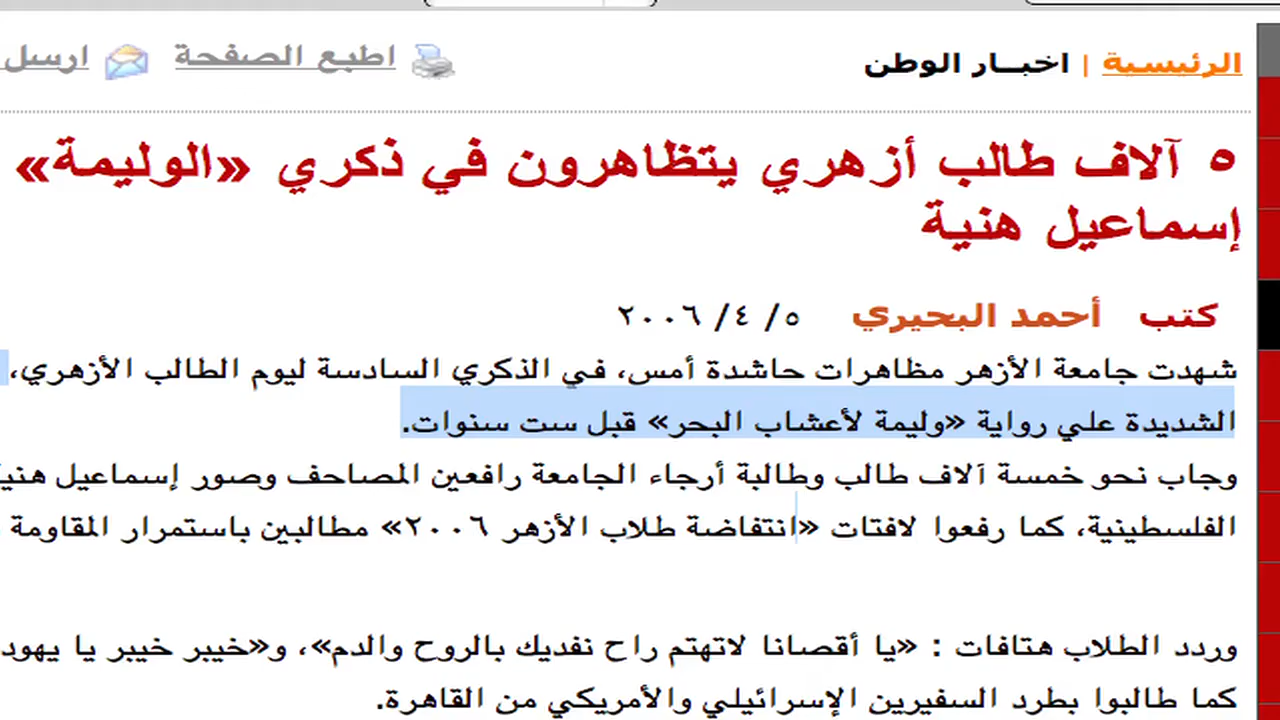 الرئيسية | اخبـار الوطن اطبع الصفحة ارسل
٥ آلاف طالب أزهري يتظاهرون في ذكري «الوليمة»
إسماعيل هنية
كتب أحمد البحيري ٥/ ٤/ ٢٠٠٦
شهدت جامعة الأزهر مظاهرات حاشدة أمس، في الذكري السادسة ليوم الطالب الأزهري،
الشديدة علي رواية «وليمة لأعشاب البحر» قبل ست سنوات.
وجاب نحو خمسة آلاف طالب وطالبة أرجاء الجامعة رافعين المصاحف وصور إسماعيل
الفلسطينية، كما رفعوا لافتات «انتفاضة طلاب الأزهر ٢٠٠٦» مطالبين باستمرار المقاومة
وردد الطلاب هتافات : «يا أقصانا لاتهتم راح نفديك بالروح والدم»، و«خيبر خيبر يا يهود
كما طالبوا بطرد السفيرين الإسرائيلي والأمريكي من القاهرة.